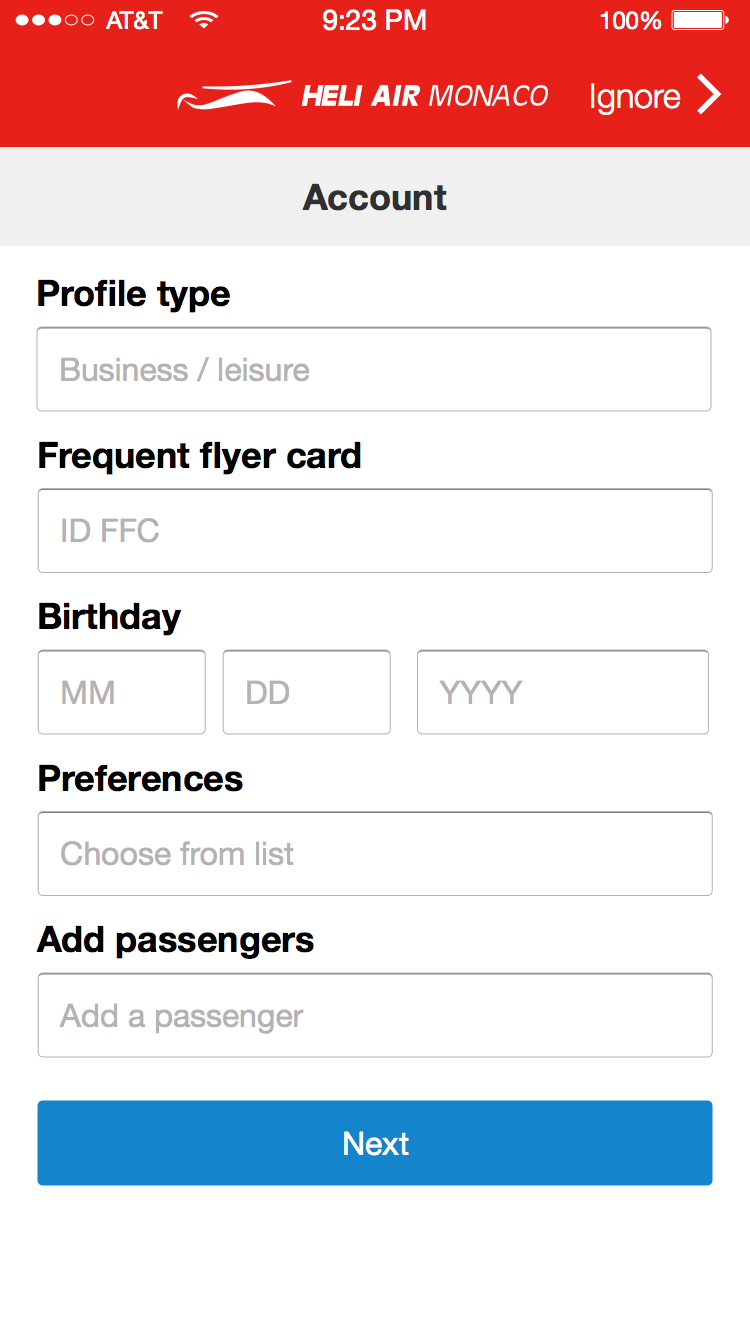 AT&T 9:23 PM 100%
HELI AIR MONACO Ignore
Account
Profile type
Business / leisure
Frequent flyer card
ID FFC
Birthday
MM DD YYYY
Preferences
Choose from list
Add passengers
Add a passenger
Next